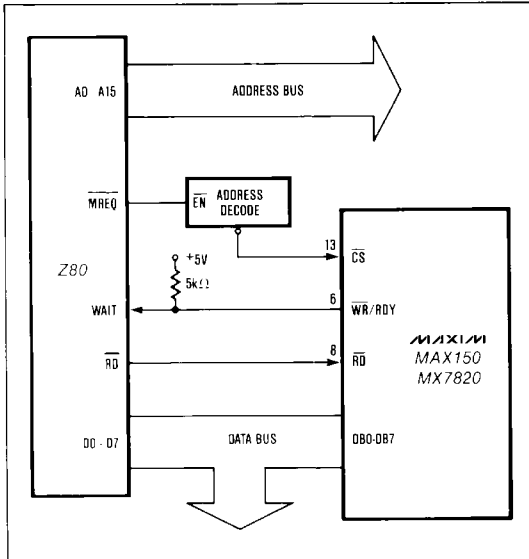 A0 - A15
ADDRESS BUS
MREQ
EN ADDRESS
DECODE
13
CS
+5V
5kΩ
Z80
WAIT
6
WR/RDY
MAXIM
MAX150
MX7820
RD
8
RD
D0 - D7
DATA BUS
DB0-DB7